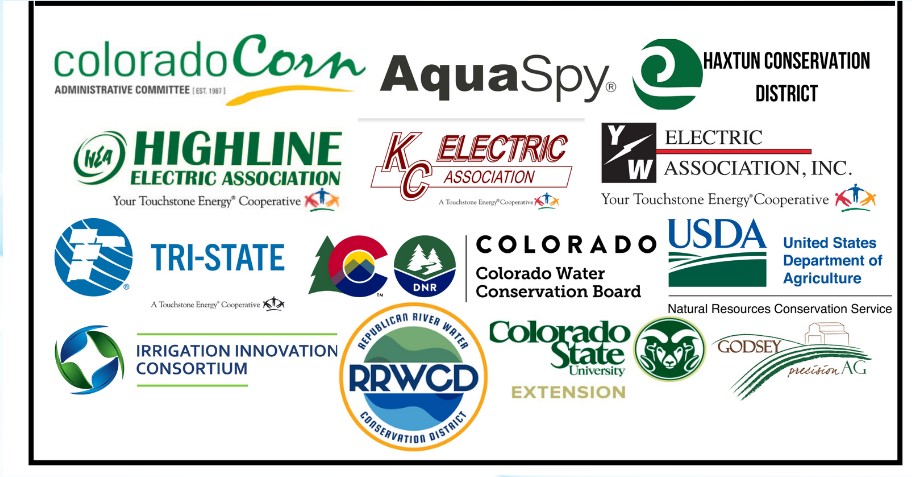 colorado Corn
ADMINISTRATIVE COMMITTEE [EST. 1987]
AquaSpy®
HAXTUN CONSERVATION
DISTRICT
HEA
HIGHLINE
ELECTRIC ASSOCIATION
Your Touchstone Energy® Cooperative
KC ELECTRIC
ASSOCIATION
A Touchstone Energy® Cooperative
Y W
ELECTRIC
ASSOCIATION, INC.
Your Touchstone Energy® Cooperative
®
TRI-STATE
A Touchstone Energy® Cooperative
TM
DNR
COLORADO
Colorado Water
Conservation Board
USDA
United States
Department of
Agriculture
Natural Resources Conservation Service
IRRIGATION INNOVATION
CONSORTIUM
REPUBLICAN RIVER WATER
RRWCD
CONSERVATION DISTRICT
Colorado
State
University
EXTENSION
GODSEY
precision AG